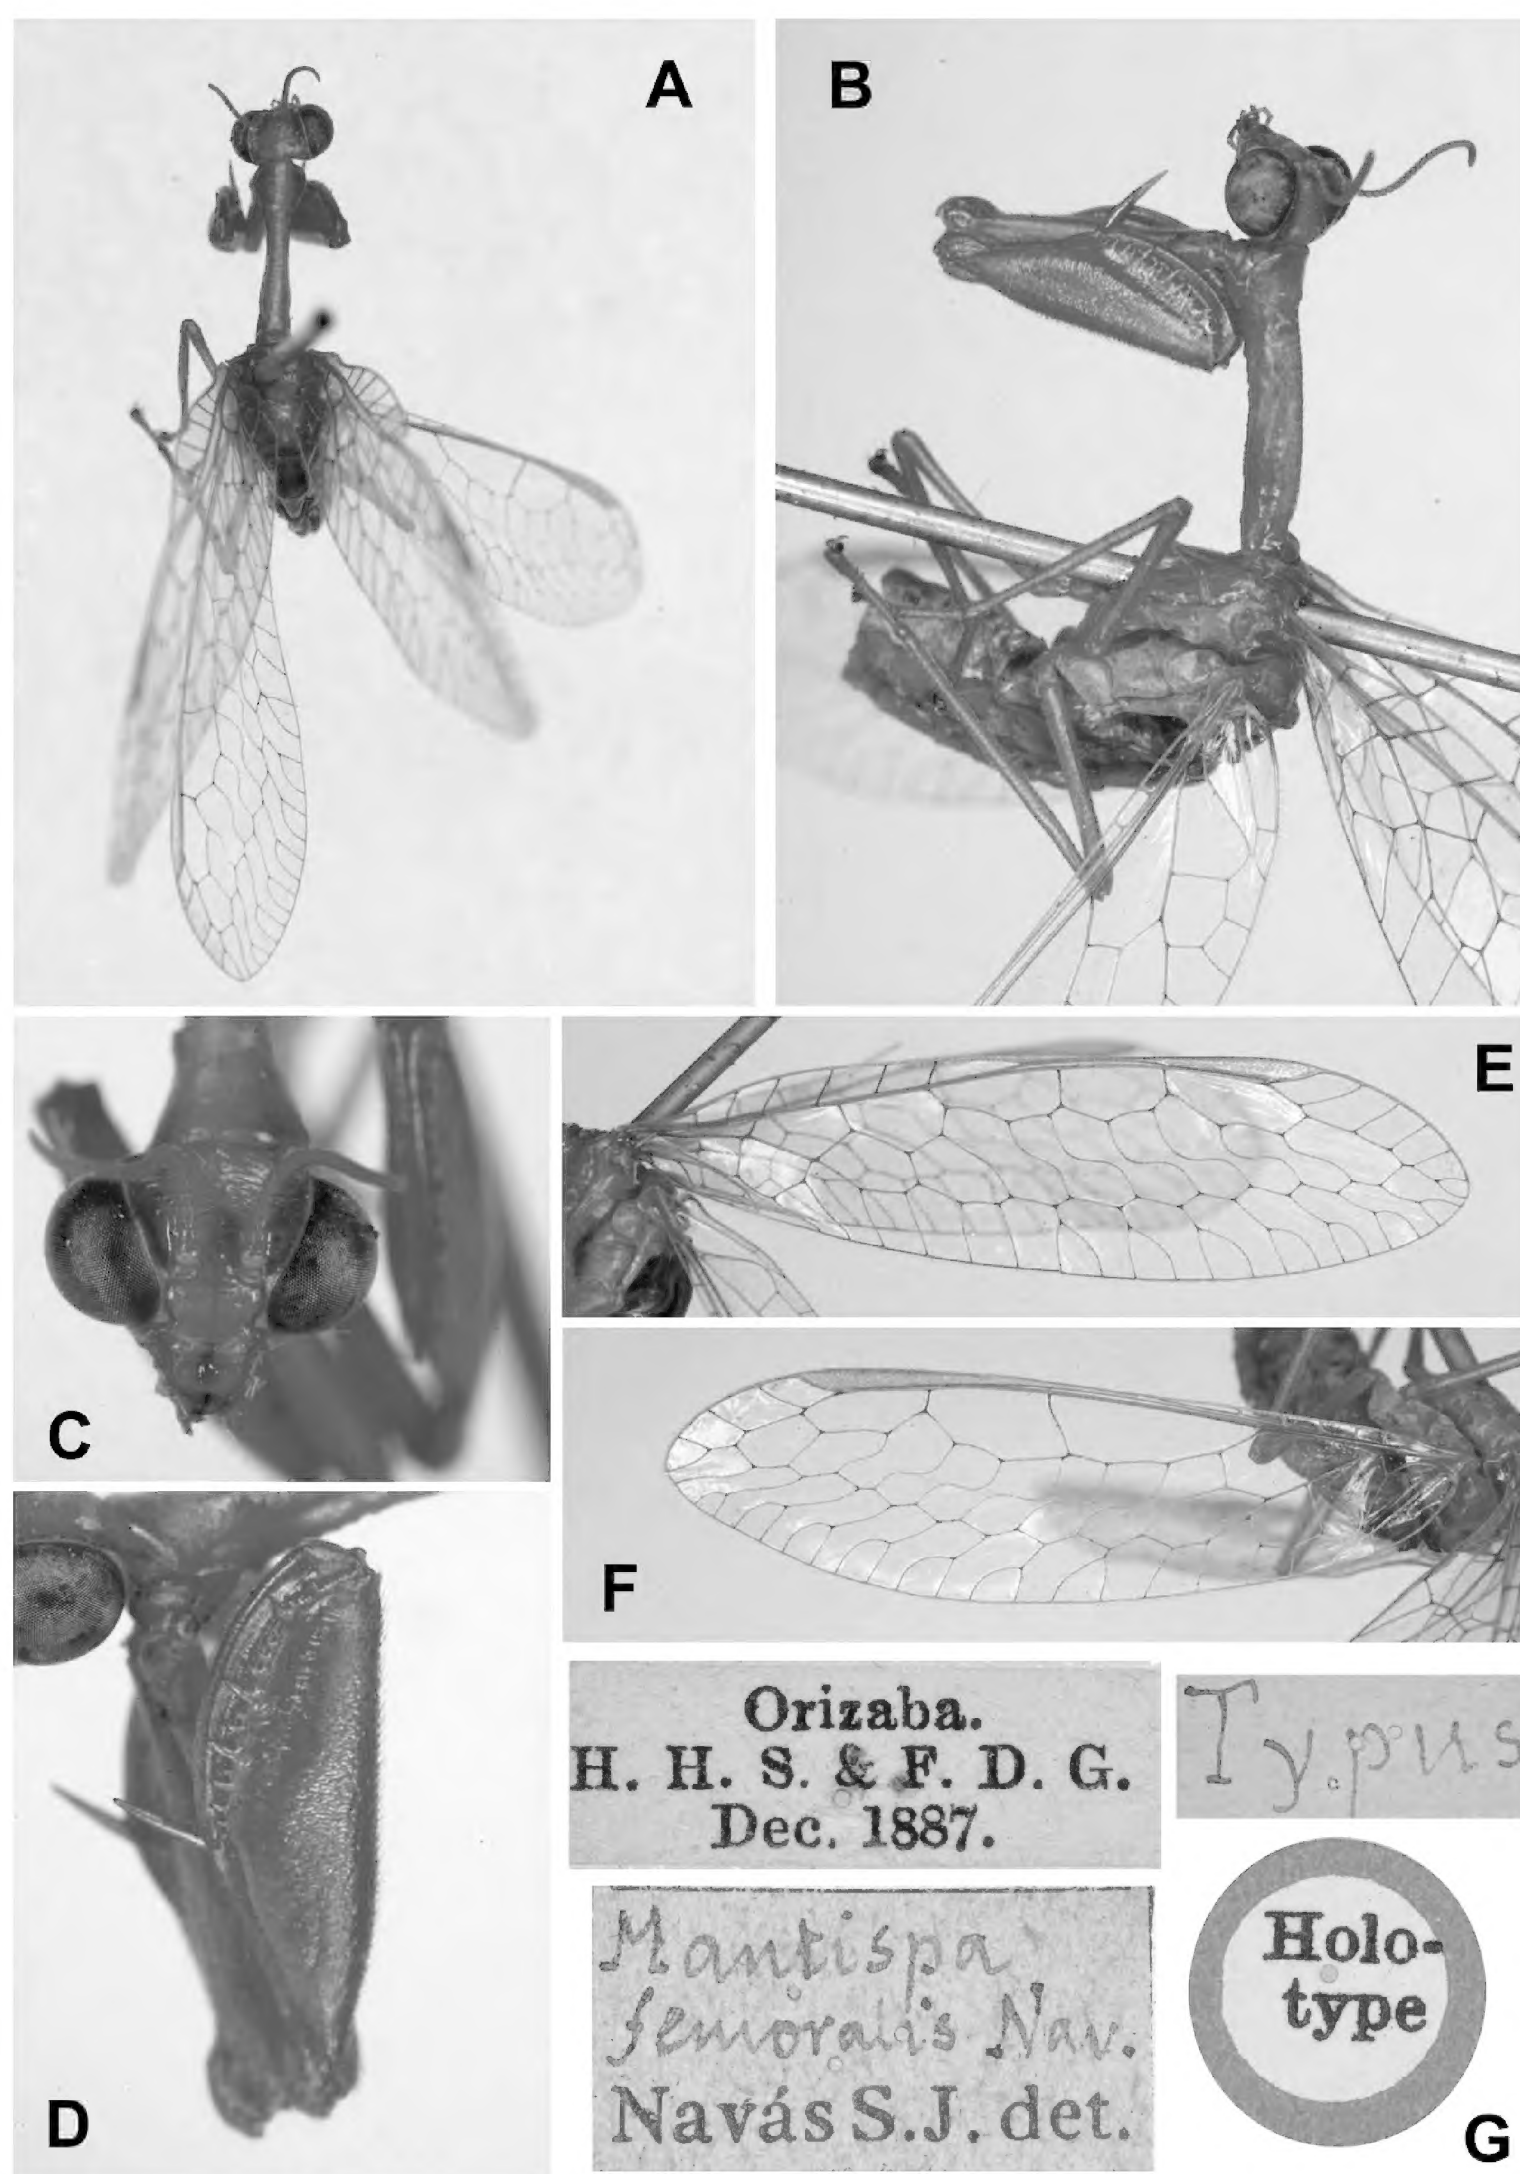 A
B
C
E
F
D
Orizaba.
H. H. S. & F. D. G.
Dec. 1887.
Typus
Mantispa
femoralis Nav.
Navás S.J. det.
Holo-
type
G